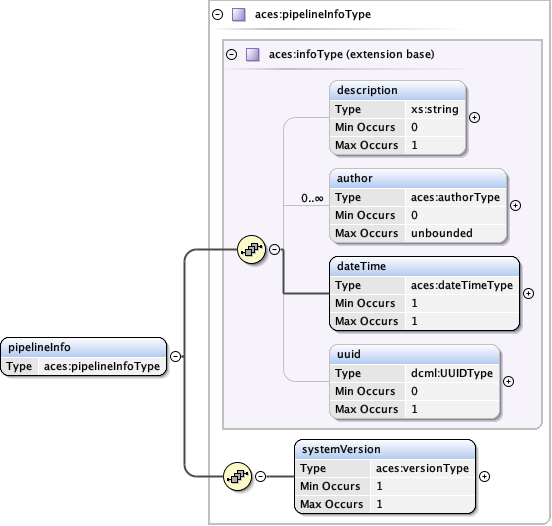 aces:pipelineInfoType
aces:infoType (extension base)
description
Type xs:string
Min Occurs 0
Max Occurs 1
0..∞
author
Type aces:authorType
Min Occurs 0
Max Occurs unbounded
dateTime
Type aces:dateTimeType
Min Occurs 1
Max Occurs 1
pipelineInfo
Type aces:pipelineInfoType
uuid
Type dcml:UUIDType
Min Occurs 0
Max Occurs 1
systemVersion
Type aces:versionType
Min Occurs 1
Max Occurs 1